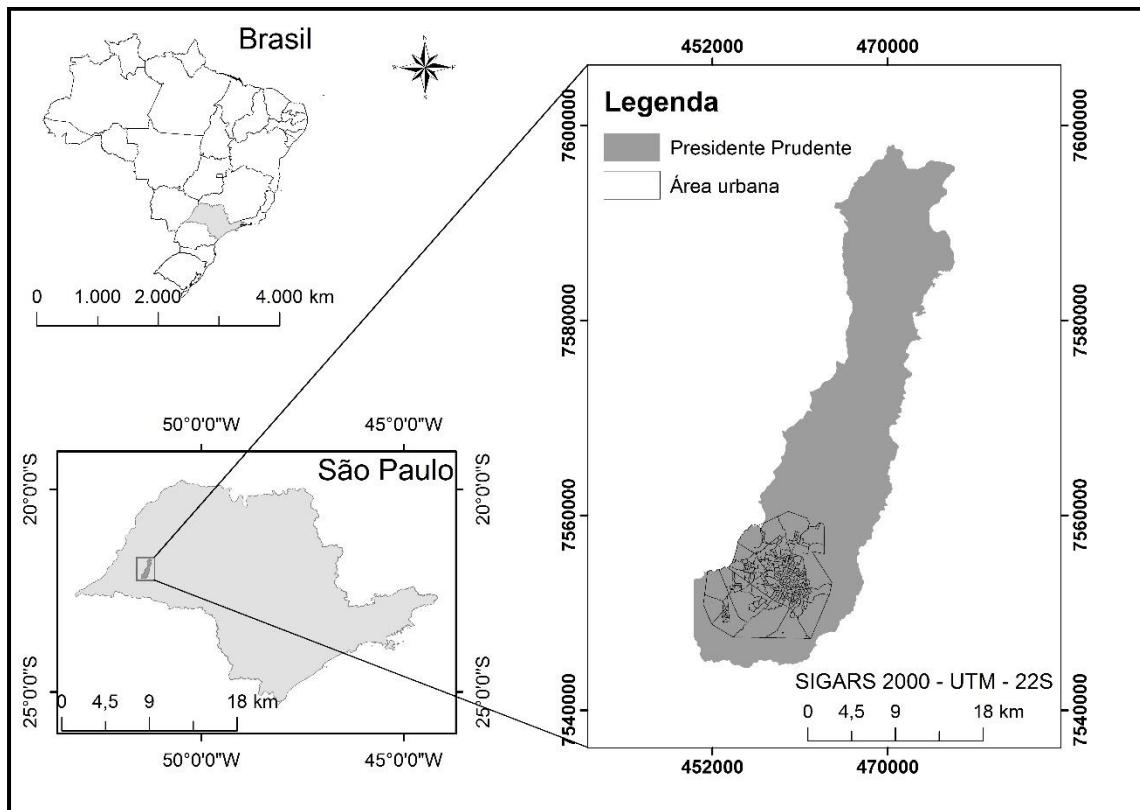 Brasil
N
0 1.000 2.000 4.000 km
50°0'0"W 45°0'0"W
São Paulo
20°0'0"S
20°0'0"S
25°0'0"S
25°0'0"S
0 4,5 9 18 km
50°0'0"W 45°0'0"W
452000 470000
Legenda
Presidente Prudente
Área urbana
7600000
7600000
7580000
7580000
7560000
7560000
7540000
7540000
SIGARS 2000 - UTM - 22S
0 4,5 9 18 km
452000 470000